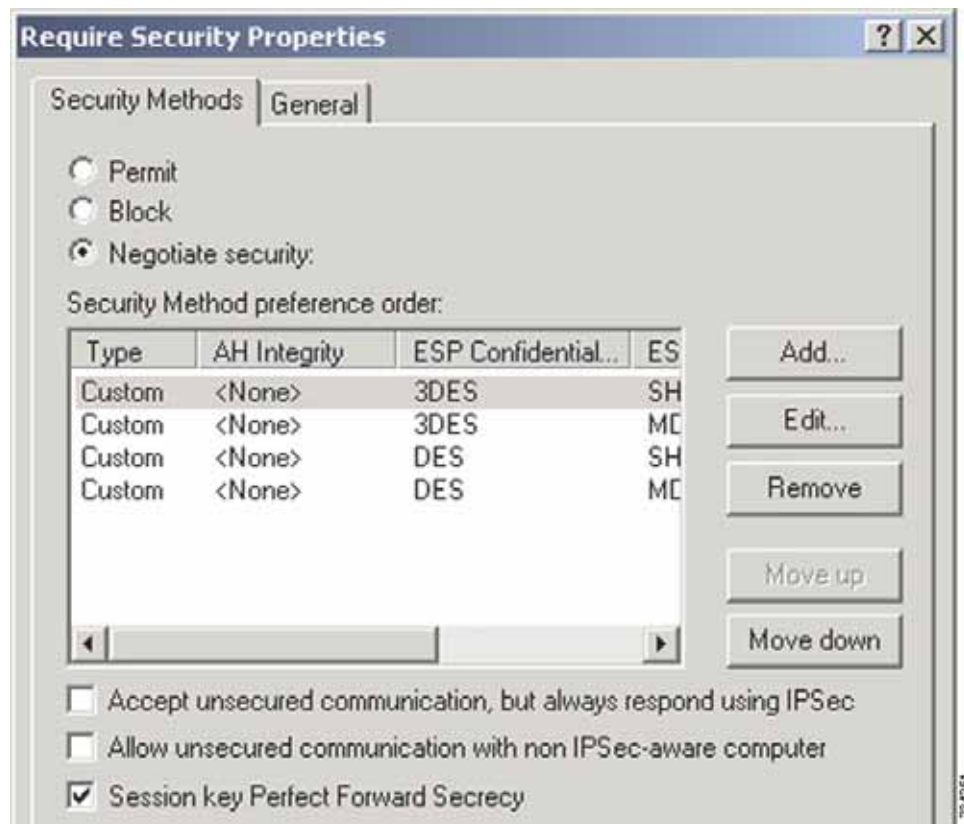 Require Security Properties
Security Methods General
Permit
Block
Negotiate security:
Security Method preference order:
Type AH Integrity ESP Confidential... ES
Custom <None> 3DES SH
Custom <None> 3DES MD
Custom <None> DES SH
Custom <None> DES MD
Add...
Edit...
Remove
Move up
Move down
Accept unsecured communication, but always respond using IPSec
Allow unsecured communication with non IPSec-aware computer
Session key Perfect Forward Secrecy